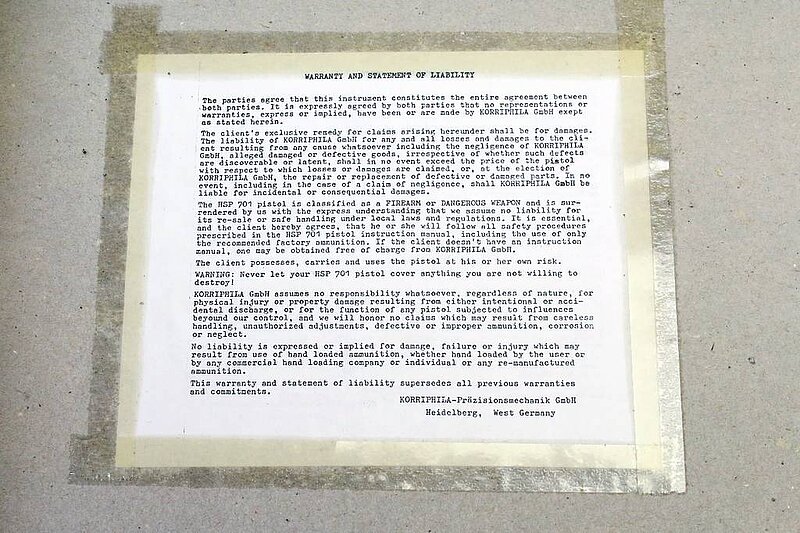 WARRANTY AND STATEMENT OF LIABILITY
The parties agree that this instrument constitutes the entire agreement between
both parties. It is expressly agreed by both parties that no representations or
warranties, express or implied, have been or are made by KORRIPHILA GmbH exept
as stated herein.
The client's exclusive remedy for claims arising hereunder shall be for damages.
The liability of KORRIPHILA GmbH for any and all losses and damages to the cli-
ent resulting from any cause whatsoever including the negligence of KORRIPHILA
GmbH, alleged damaged or defective goods, irrespective of whether such defects
are discoverable or latent, shall in no event exceed the price of the pistol
with respect to which losses or damages are claimed, or, at the election of
KORRIPHILA GmbH, the repair or replacement of defective or damaged parts. In no
event, including in the case of a claim of negligence, shall KORRIPHILA GmbH be
liable for incidental or consequential damages.
The HSP 701 pistol is classified as a FIREARM or DANGEROUS WEAPON and is sur-
rendered by us with the express understanding that we assume no liability for
its re-sale or safe handling under local laws and regulations. It is essential,
and the client hereby agrees, that he or she will follow all safety procedures
prescribed in the HSP 701 pistol instruction manual, including the use of only
the recommended factory ammunition. If the client doesn't have an instruction
manual, one may be obtained free of charge from KORRIPHILA GmbH.
The client possesses, carries and uses the pistol at his or her own risk.
WARNING: Never let your HSP 701 pistol cover anything you are not willing to
destroy!
KORRIPHILA GmbH assumes no responsibility whatsoever, regardless of nature, for
physical injury or property damage resulting from either intentional or acci-
dental discharge, or for the function of any pistol subjected to influences
beyound our control, and we will honor no claims which may result from careless
handling, unauthorized adjustments, defective or improper ammunition, corrosion
or neglect.
No liability is expressed or implied for damage, failure or injury which may
result from use of hand loaded ammunition, whether hand loaded by the user or
by any commercial hand loading company or individual or any re-manufactured
ammunition.
This warranty and statement of liability supersedes all previous warranties
and commitments.
KORRIPHILA-Präzisionsmechanik GmbH
Heidelberg, West Germany